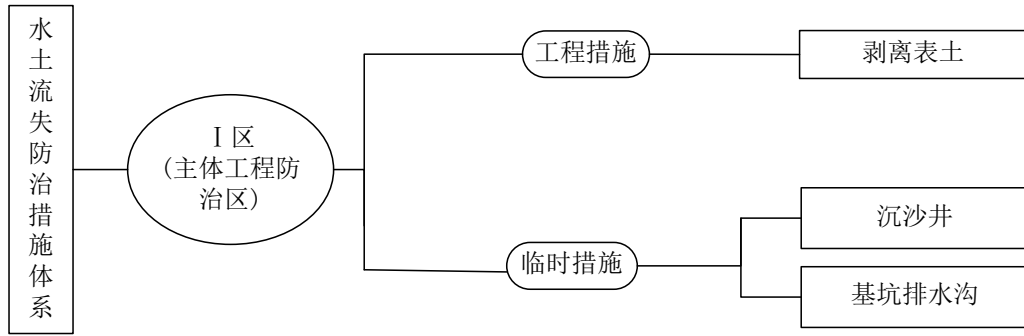 水土流失防治措施体系
Ⅰ区
（主体工程防
治区）
工程措施
剥离表土
临时措施
沉沙井
基坑排水沟